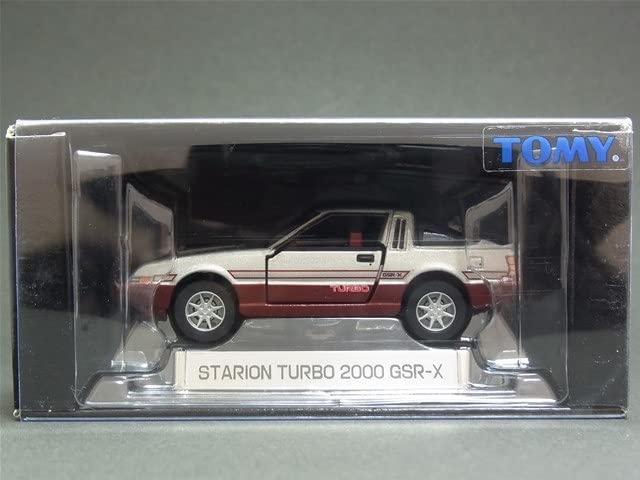 TOMY.
GSR-X
TURBO
STARION TURBO 2000 GSR-X